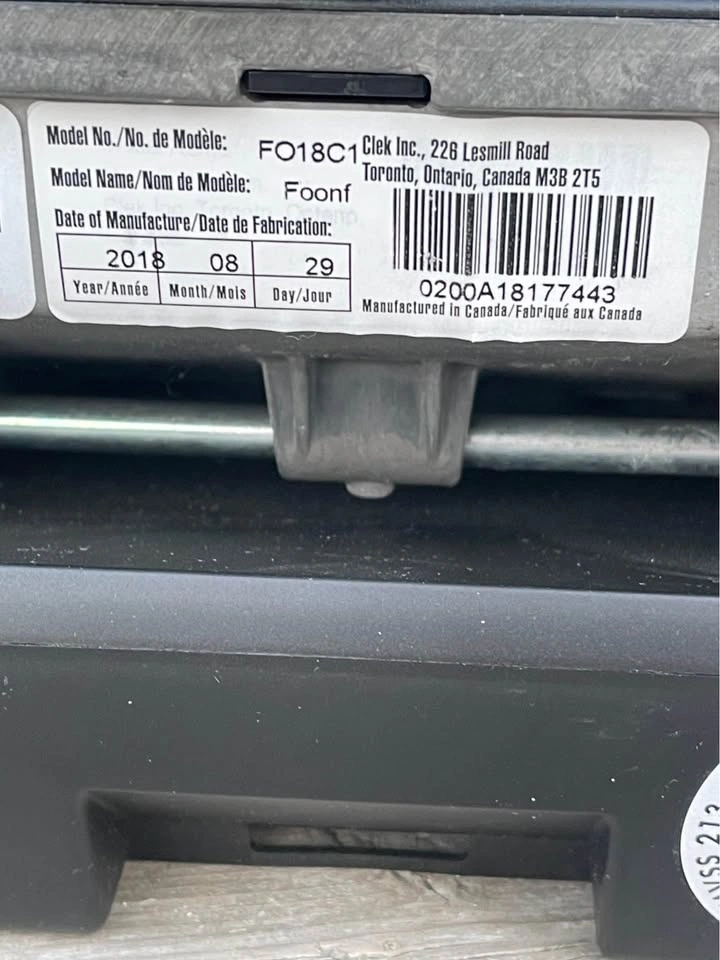 Model No./No. de Modèle: FO18C1
Model Name/Nom de Modèle: Foonf
Date of Manufacture/Date de Fabrication:
2018 08 29
Year/Année Month/Mois Day/Jour
Clek Inc., 226 Lesmill Road
Toronto, Ontario, Canada M3B 2T5
0200A18177443
Manufactured in Canada/Fabriqué aux Canada